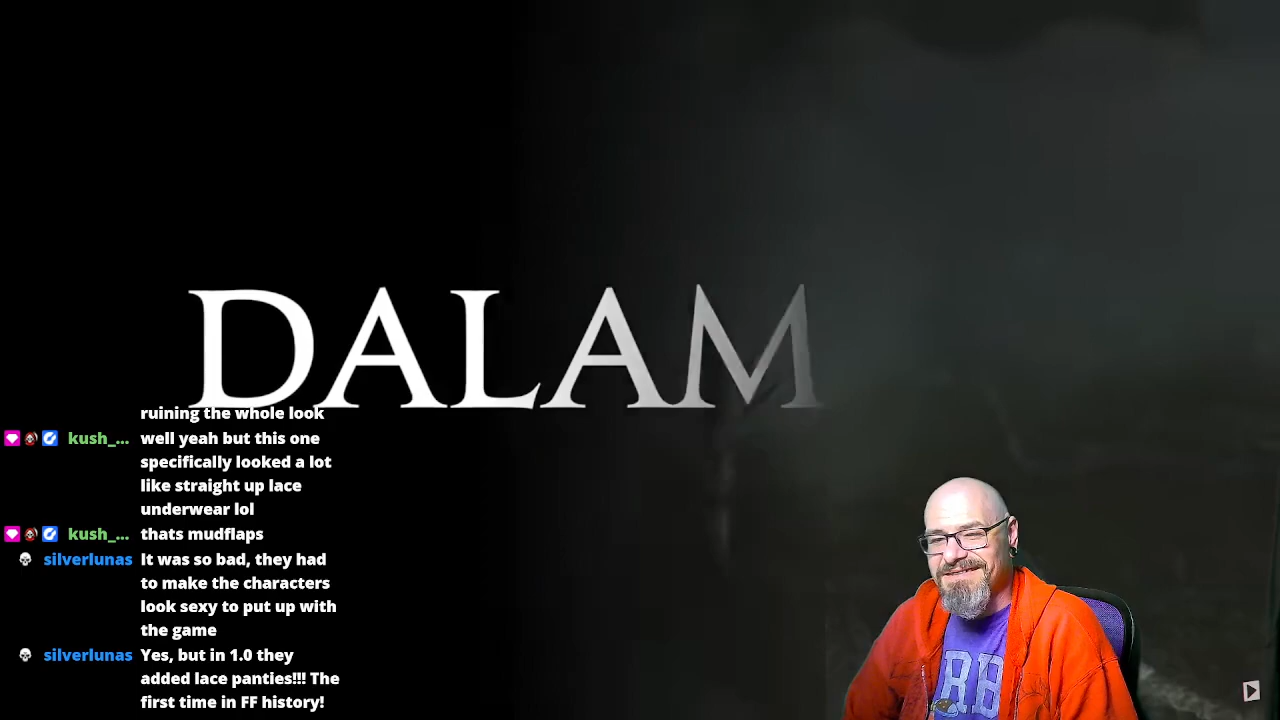 DALAM
ruining the whole look
kush_... well yeah but this one
specifically looked a lot
like straight up lace
underwear lol
kush_... thats mudflaps
silverlunas It was so bad, they had
to make the characters
look sexy to put up with
the game
silverlunas Yes, but in 1.0 they
added lace panties!!! The
first time in FF history!
RB